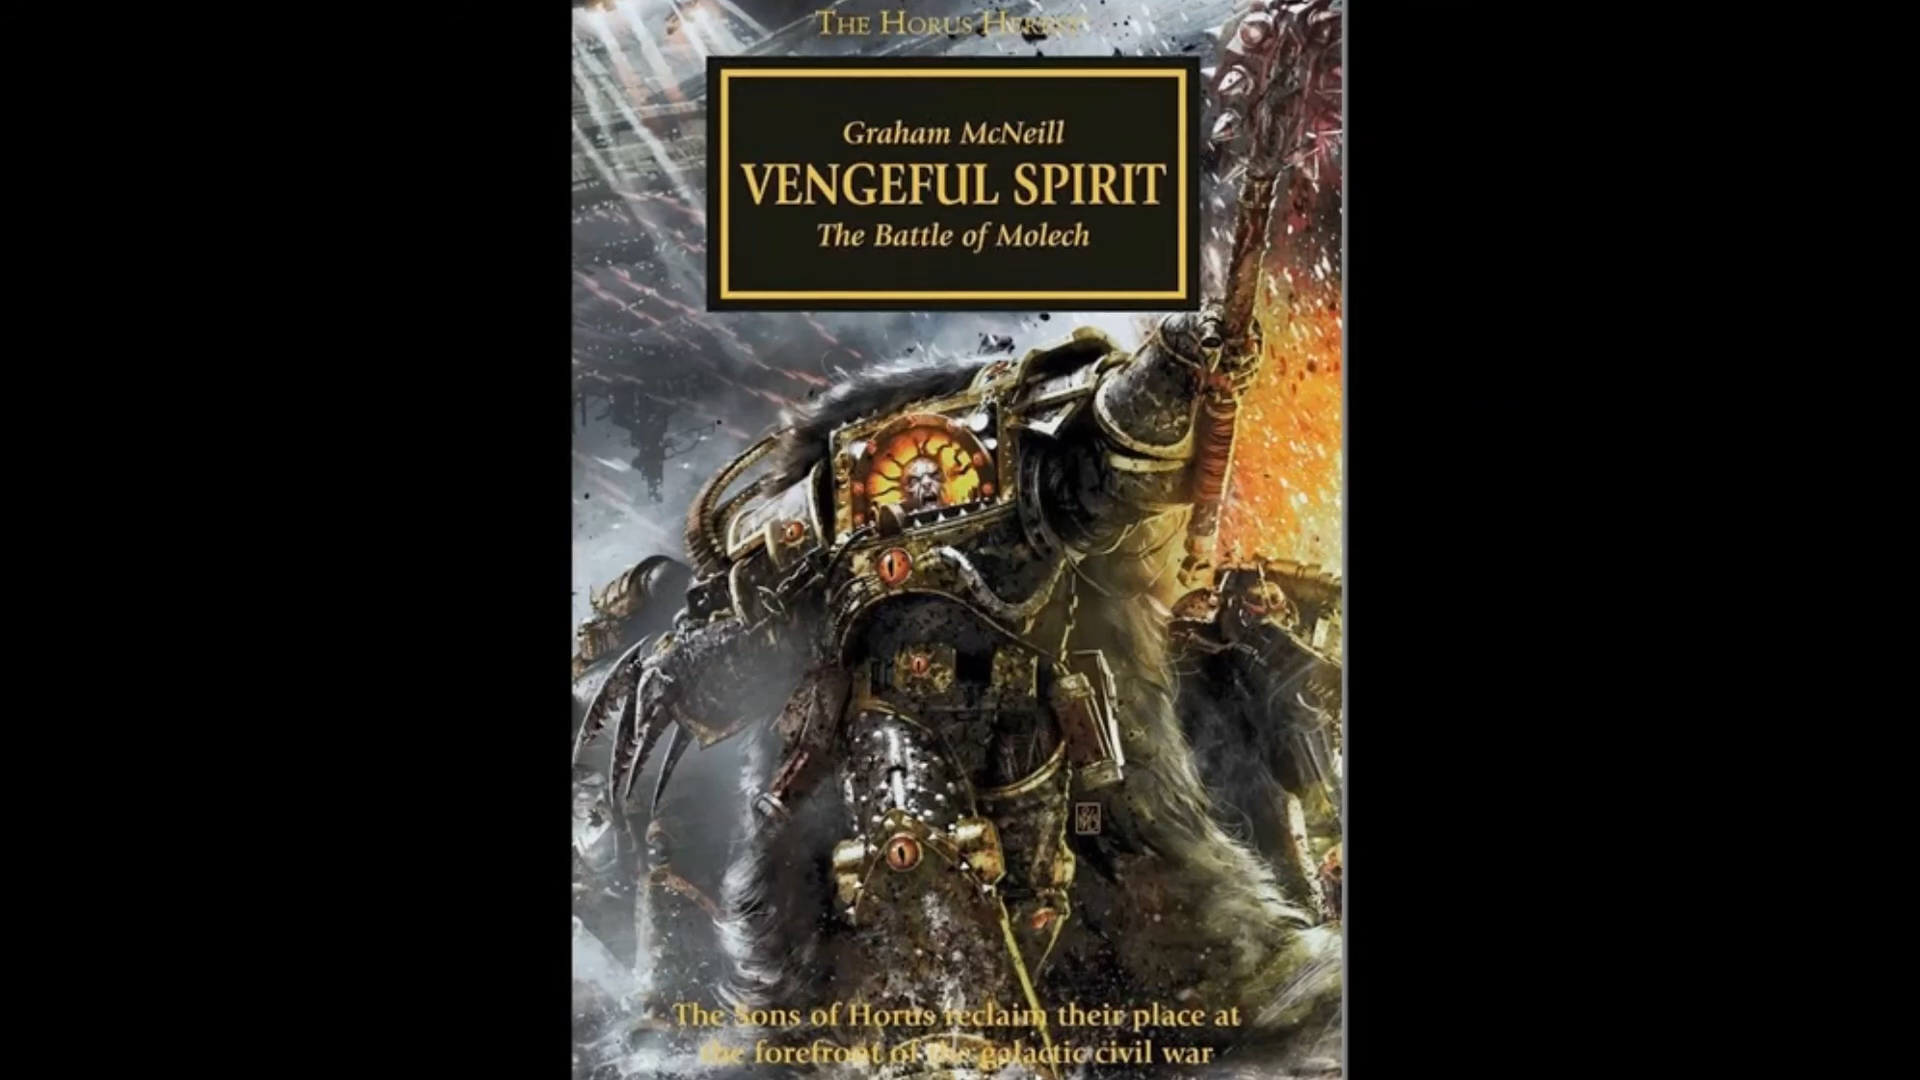 THE HORUS HERESY
Graham McNeill
VENGEFUL SPIRIT
The Battle of Molech
The Sons of Horus reclaim their place at
the forefront of the galactic civil war